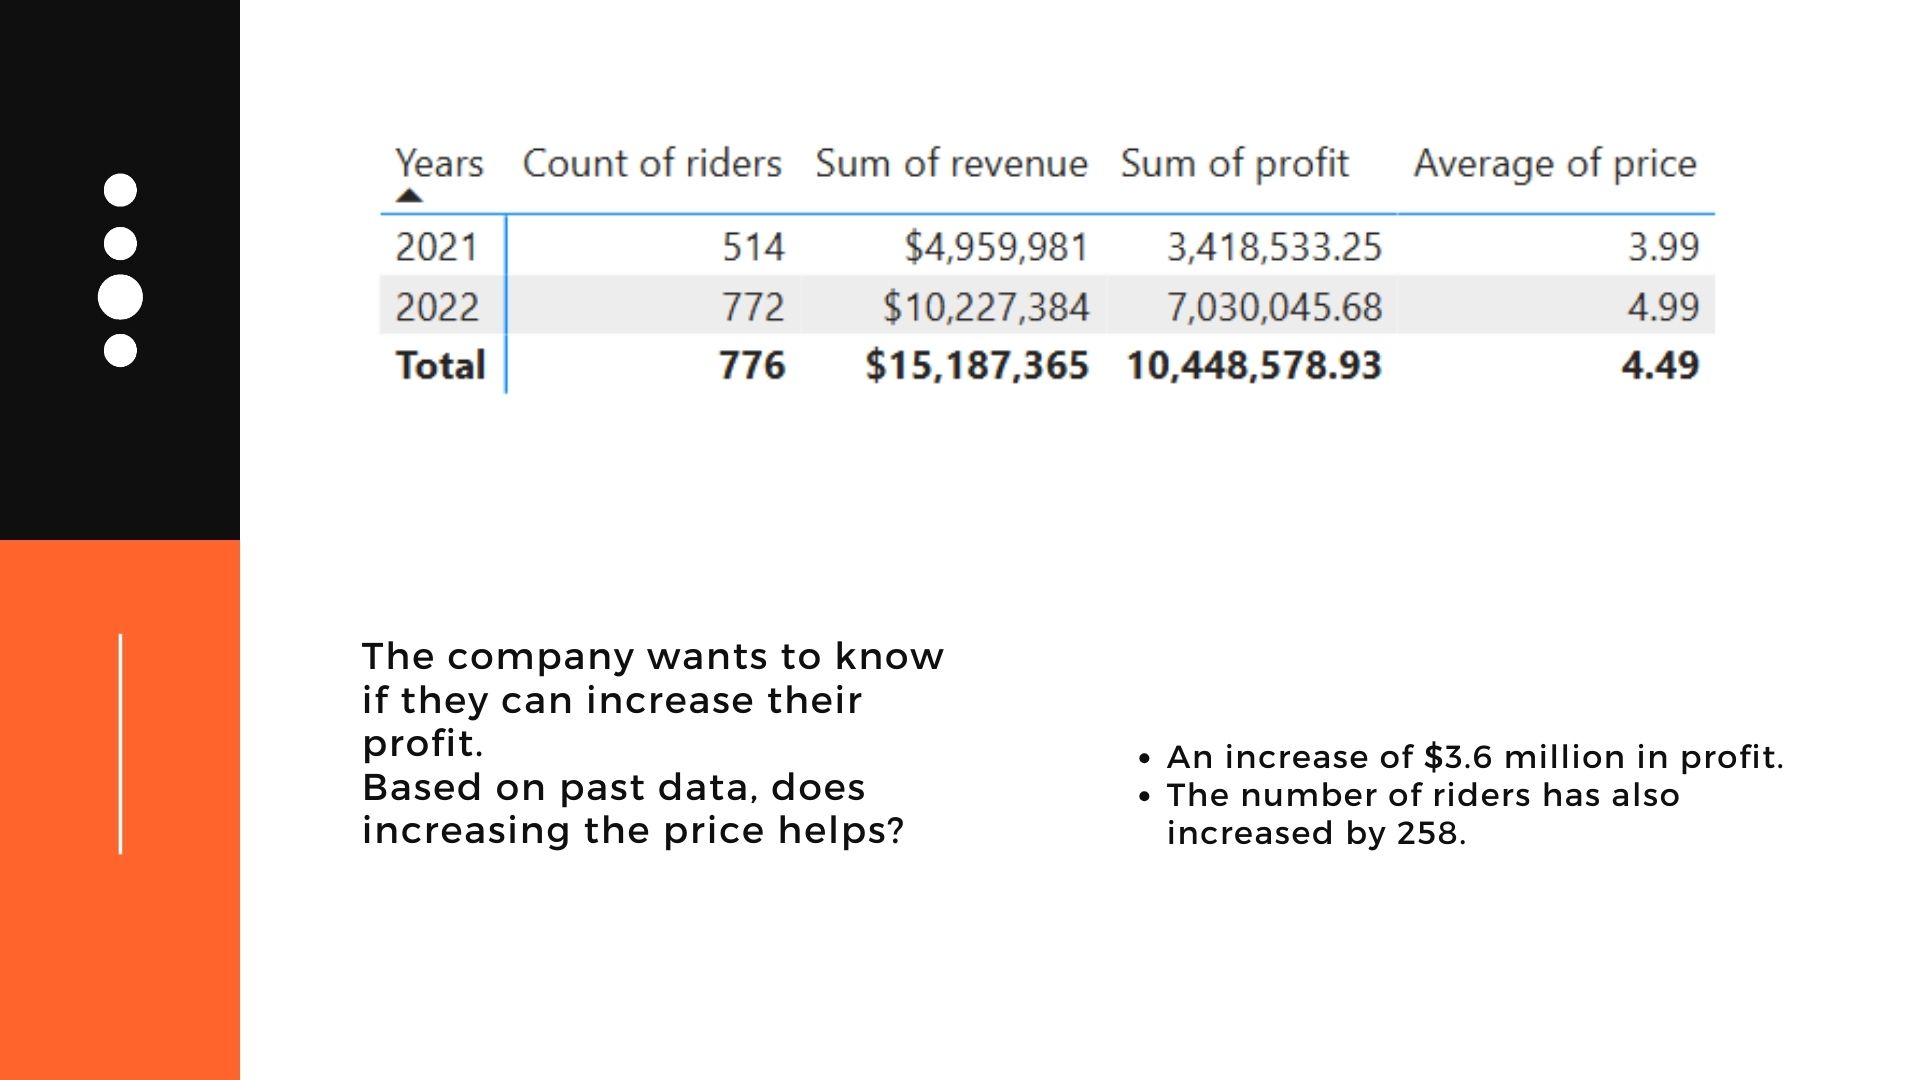 Years Count of riders Sum of revenue Sum of profit Average of price
2021 514 $4,959,981 3,418,533.25 3.99
2022 772 $10,227,384 7,030,045.68 4.99
Total 776 $15,187,365 10,448,578.93 4.49
The company wants to know
if they can increase their
profit.
Based on past data, does
increasing the price helps?
• An increase of $3.6 million in profit.
• The number of riders has also
increased by 258.